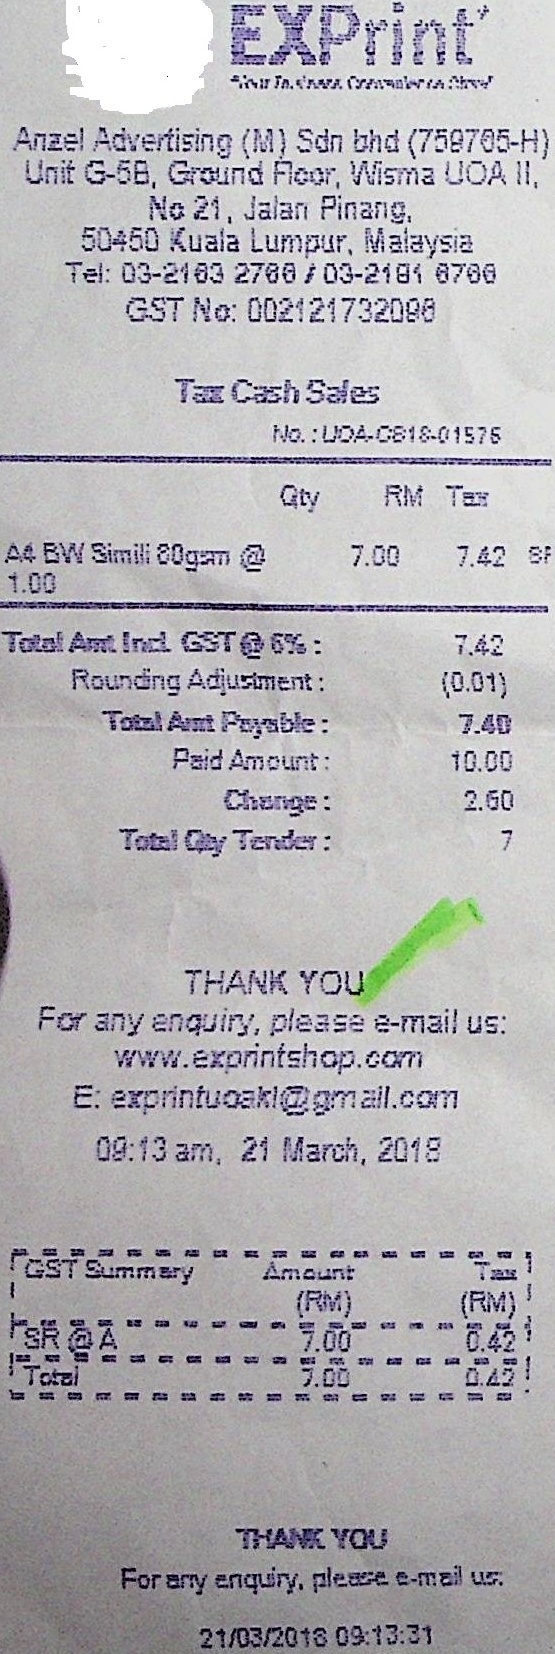 EXPrint
"Your Business Convenience Store"
Anzel Advertising (M) Sdn bhd (759765-H)
Unit G-5B, Ground Floor, Wisma UOA II,
No 21, Jalan Pinang,
50450 Kuala Lumpur, Malaysia
Tel: 03-2163 2766 / 03-2161 6766
GST No: 002121732096
Tax Cash Sales
No. : UOA-CS18-01576
Qty RM Tax
A4 BW Simili 80gsm @ 7.00 7.42 SR
1.00
Total Amt Incl. GST @ 6% : 7.42
Rounding Adjustment : (0.01)
Total Amt Payable : 7.40
Paid Amount : 10.00
Change : 2.60
Total Qty Tender : 7
THANK YOU
For any enquiry, please e-mail us:
www.exprintshop.com
E: exprintuoakl@gmail.com
09:13 am, 21 March, 2018
GST Summary Amount Tax
(RM) (RM)
SR @ A 7.00 0.42
Total 7.00 0.42
THANK YOU
For any enquiry, please e-mail us:
21/03/2018 09:13:31